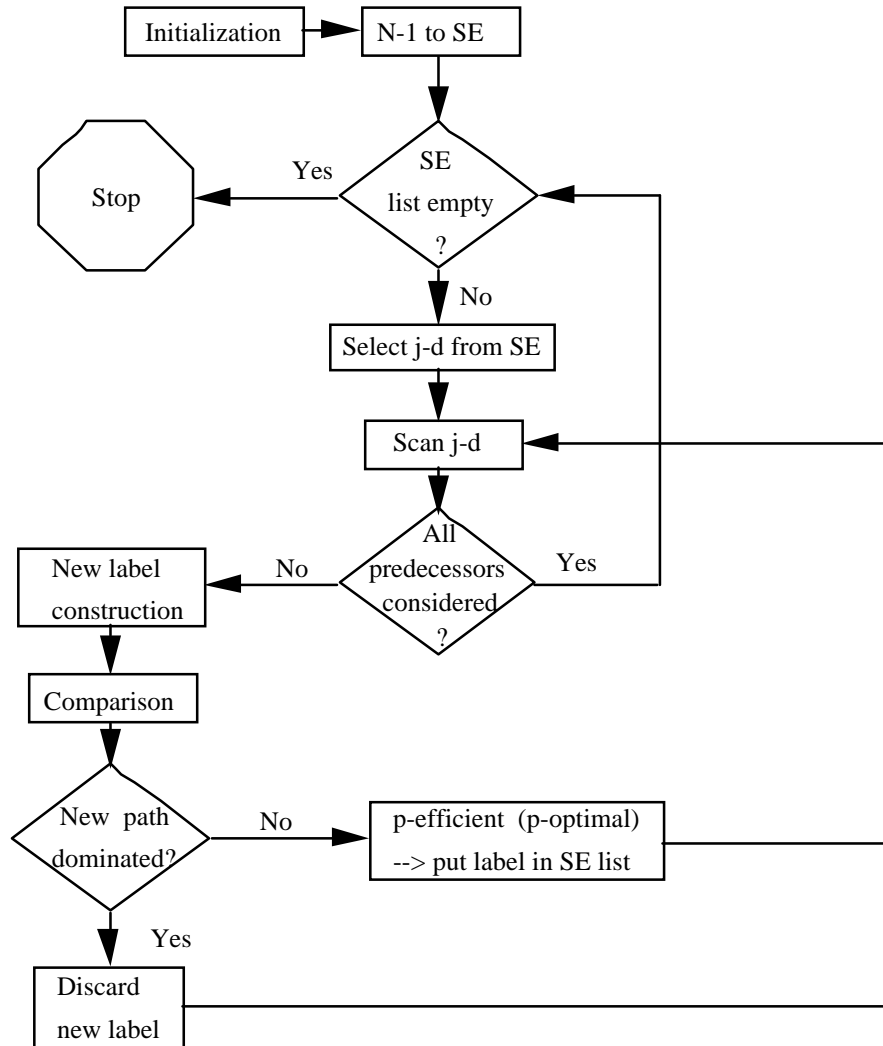 Initialization
N-1 to SE
SE
list empty
?
Yes
Stop
No
Select j-d from SE
Scan j-d
All
predecessors
considered
?
Yes
No
New label
construction
Comparison
New path
dominated?
No
p-efficient (p-optimal)
--> put label in SE list
Yes
Discard
new label